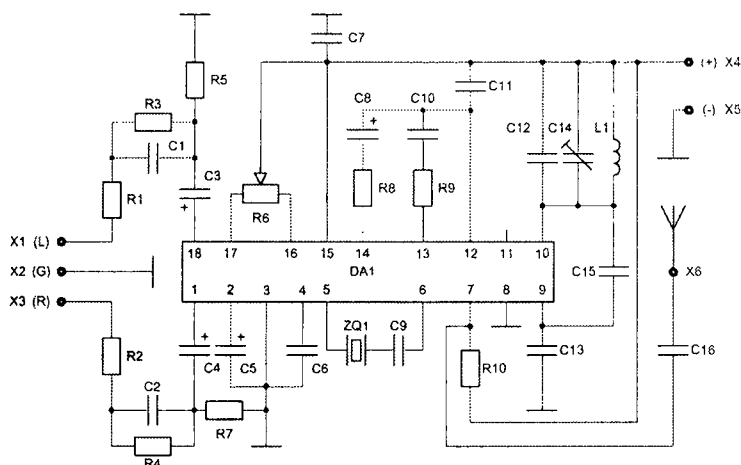 C7
(+) X4
R5
C8
C10
C11
(-) X5
R3
C12
C14
L1
C1
+
C3
R1
+
R6
R8
R9
X1 (L)
18
17
16
15
14
13
12
11
10
X2 (G)
DA1
C15
X6
X3 (R)
1
2
3
4
5
6
7
8
9
+
+
ZQ1
C9
R2
C4
C5
C6
R10
C13
C16
C2
R7
R4